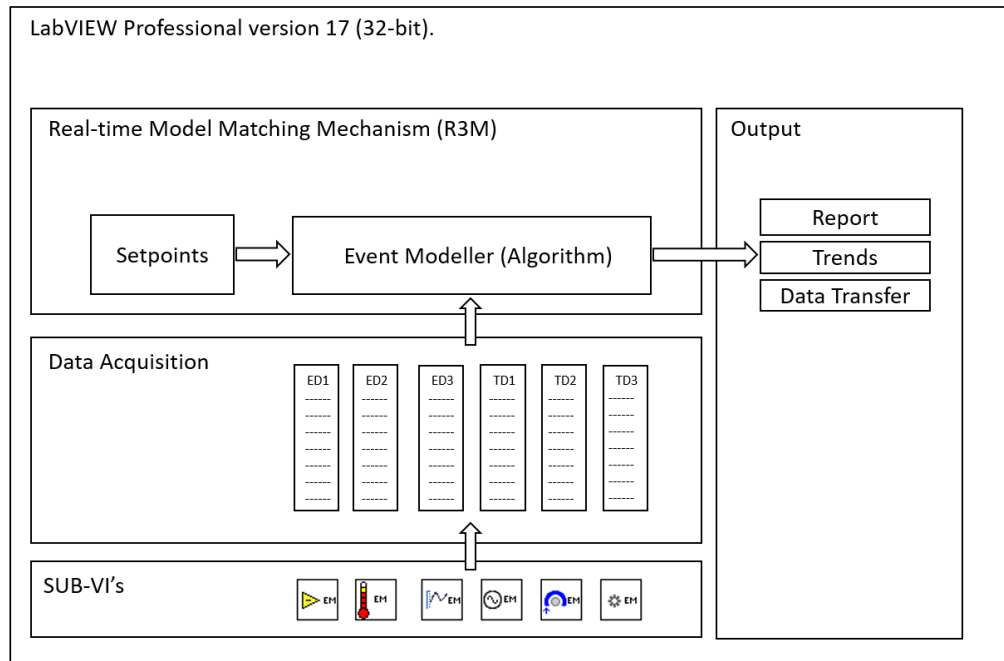 LabVIEW Professional version 17 (32-bit).
Real-time Model Matching Mechanism (R3M)
Output
Setpoints
Event Modeller (Algorithm)
Report
Trends
Data Transfer
Data Acquisition
ED1 ED2 ED3 TD1 TD2 TD3
------ ------ ------ ------ ------ ------
------ ------ ------ ------ ------ ------
------ ------ ------ ------ ------ ------
------ ------ ------ ------ ------ ------
------ ------ ------ ------ ------ ------
------ ------ ------ ------ ------ ------
------ ------ ------ ------ ------ ------
SUB-VI’s
EM EM EM EM EM EM